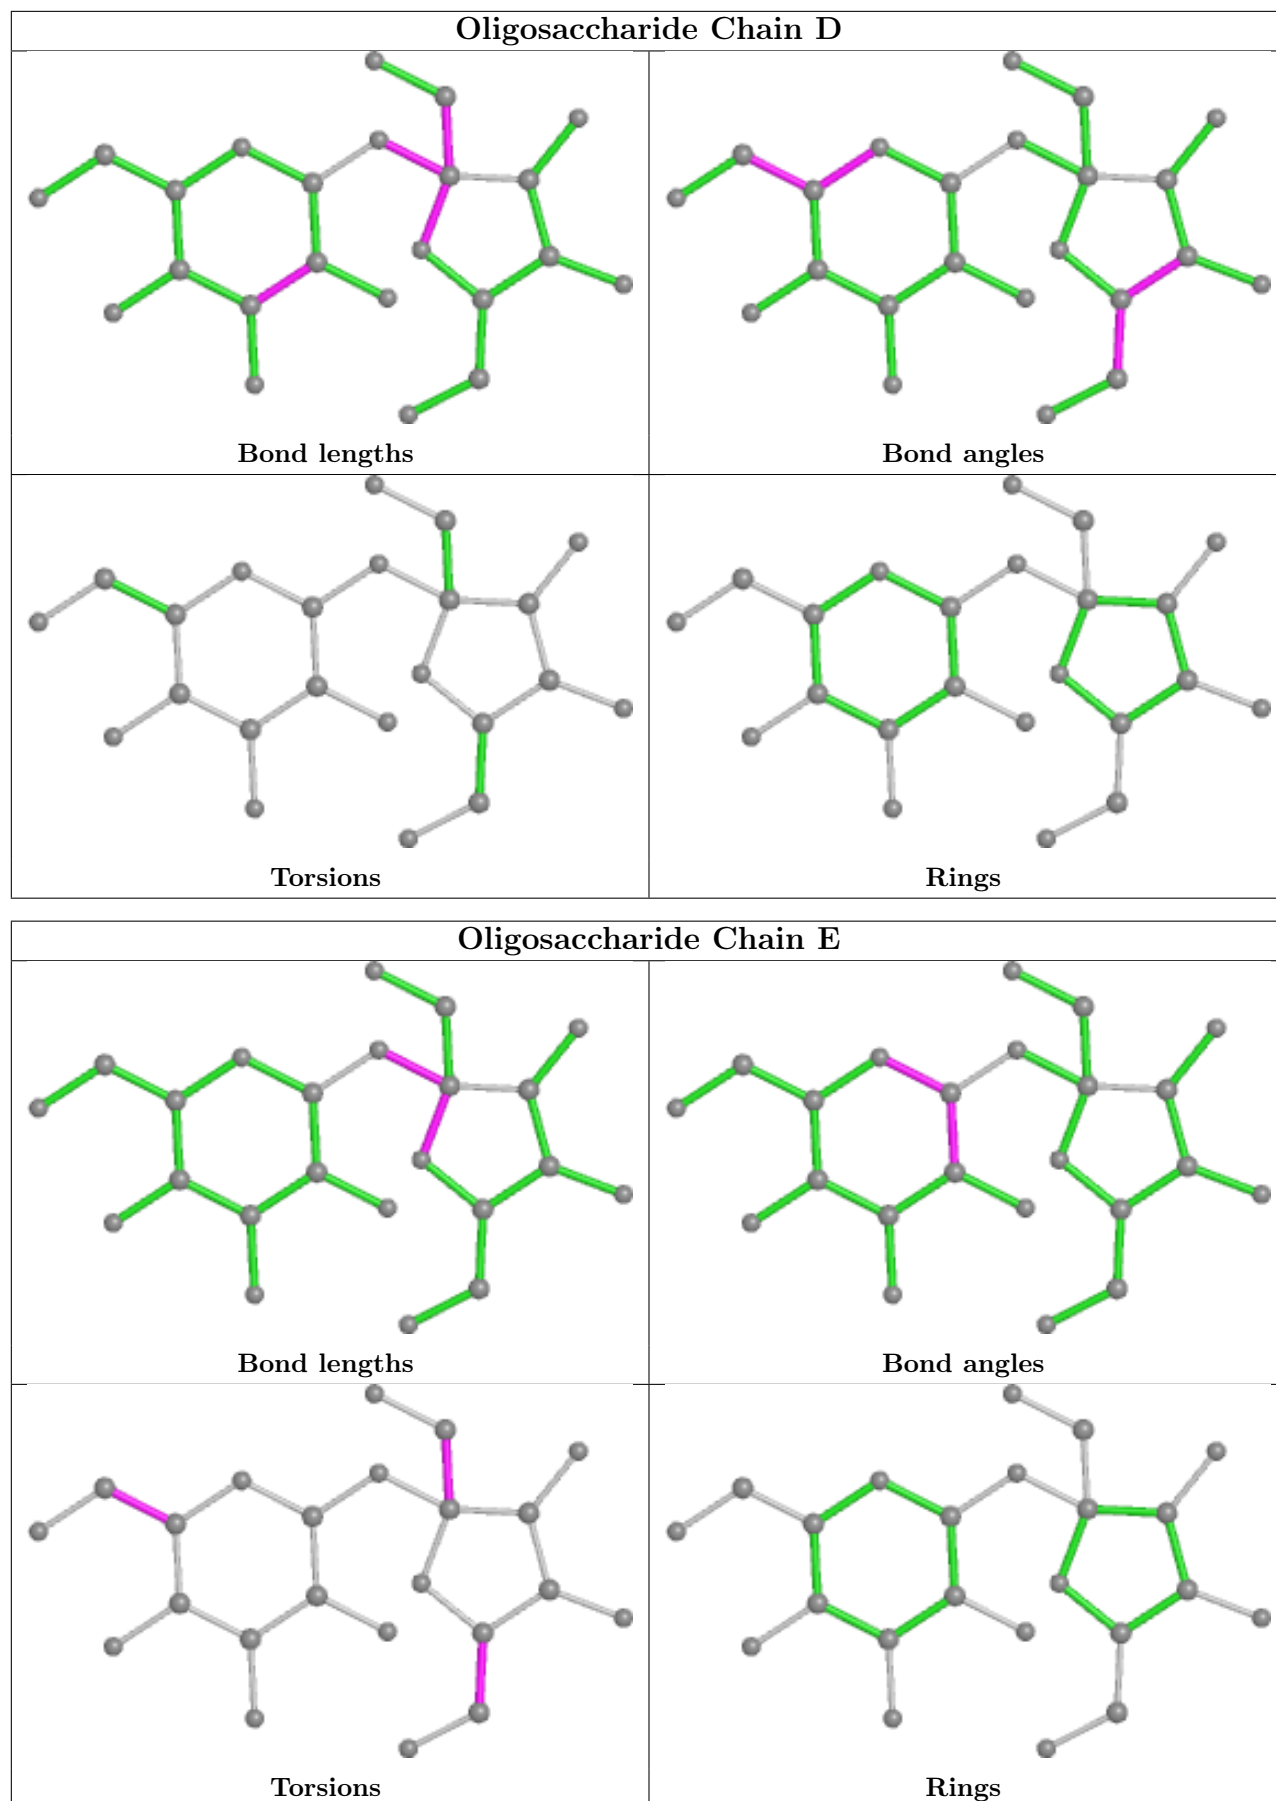 Oligosaccharide Chain D
Bond lengths
Bond angles
Torsions
Rings
Oligosaccharide Chain E
Bond lengths
Bond angles
Torsions
Rings